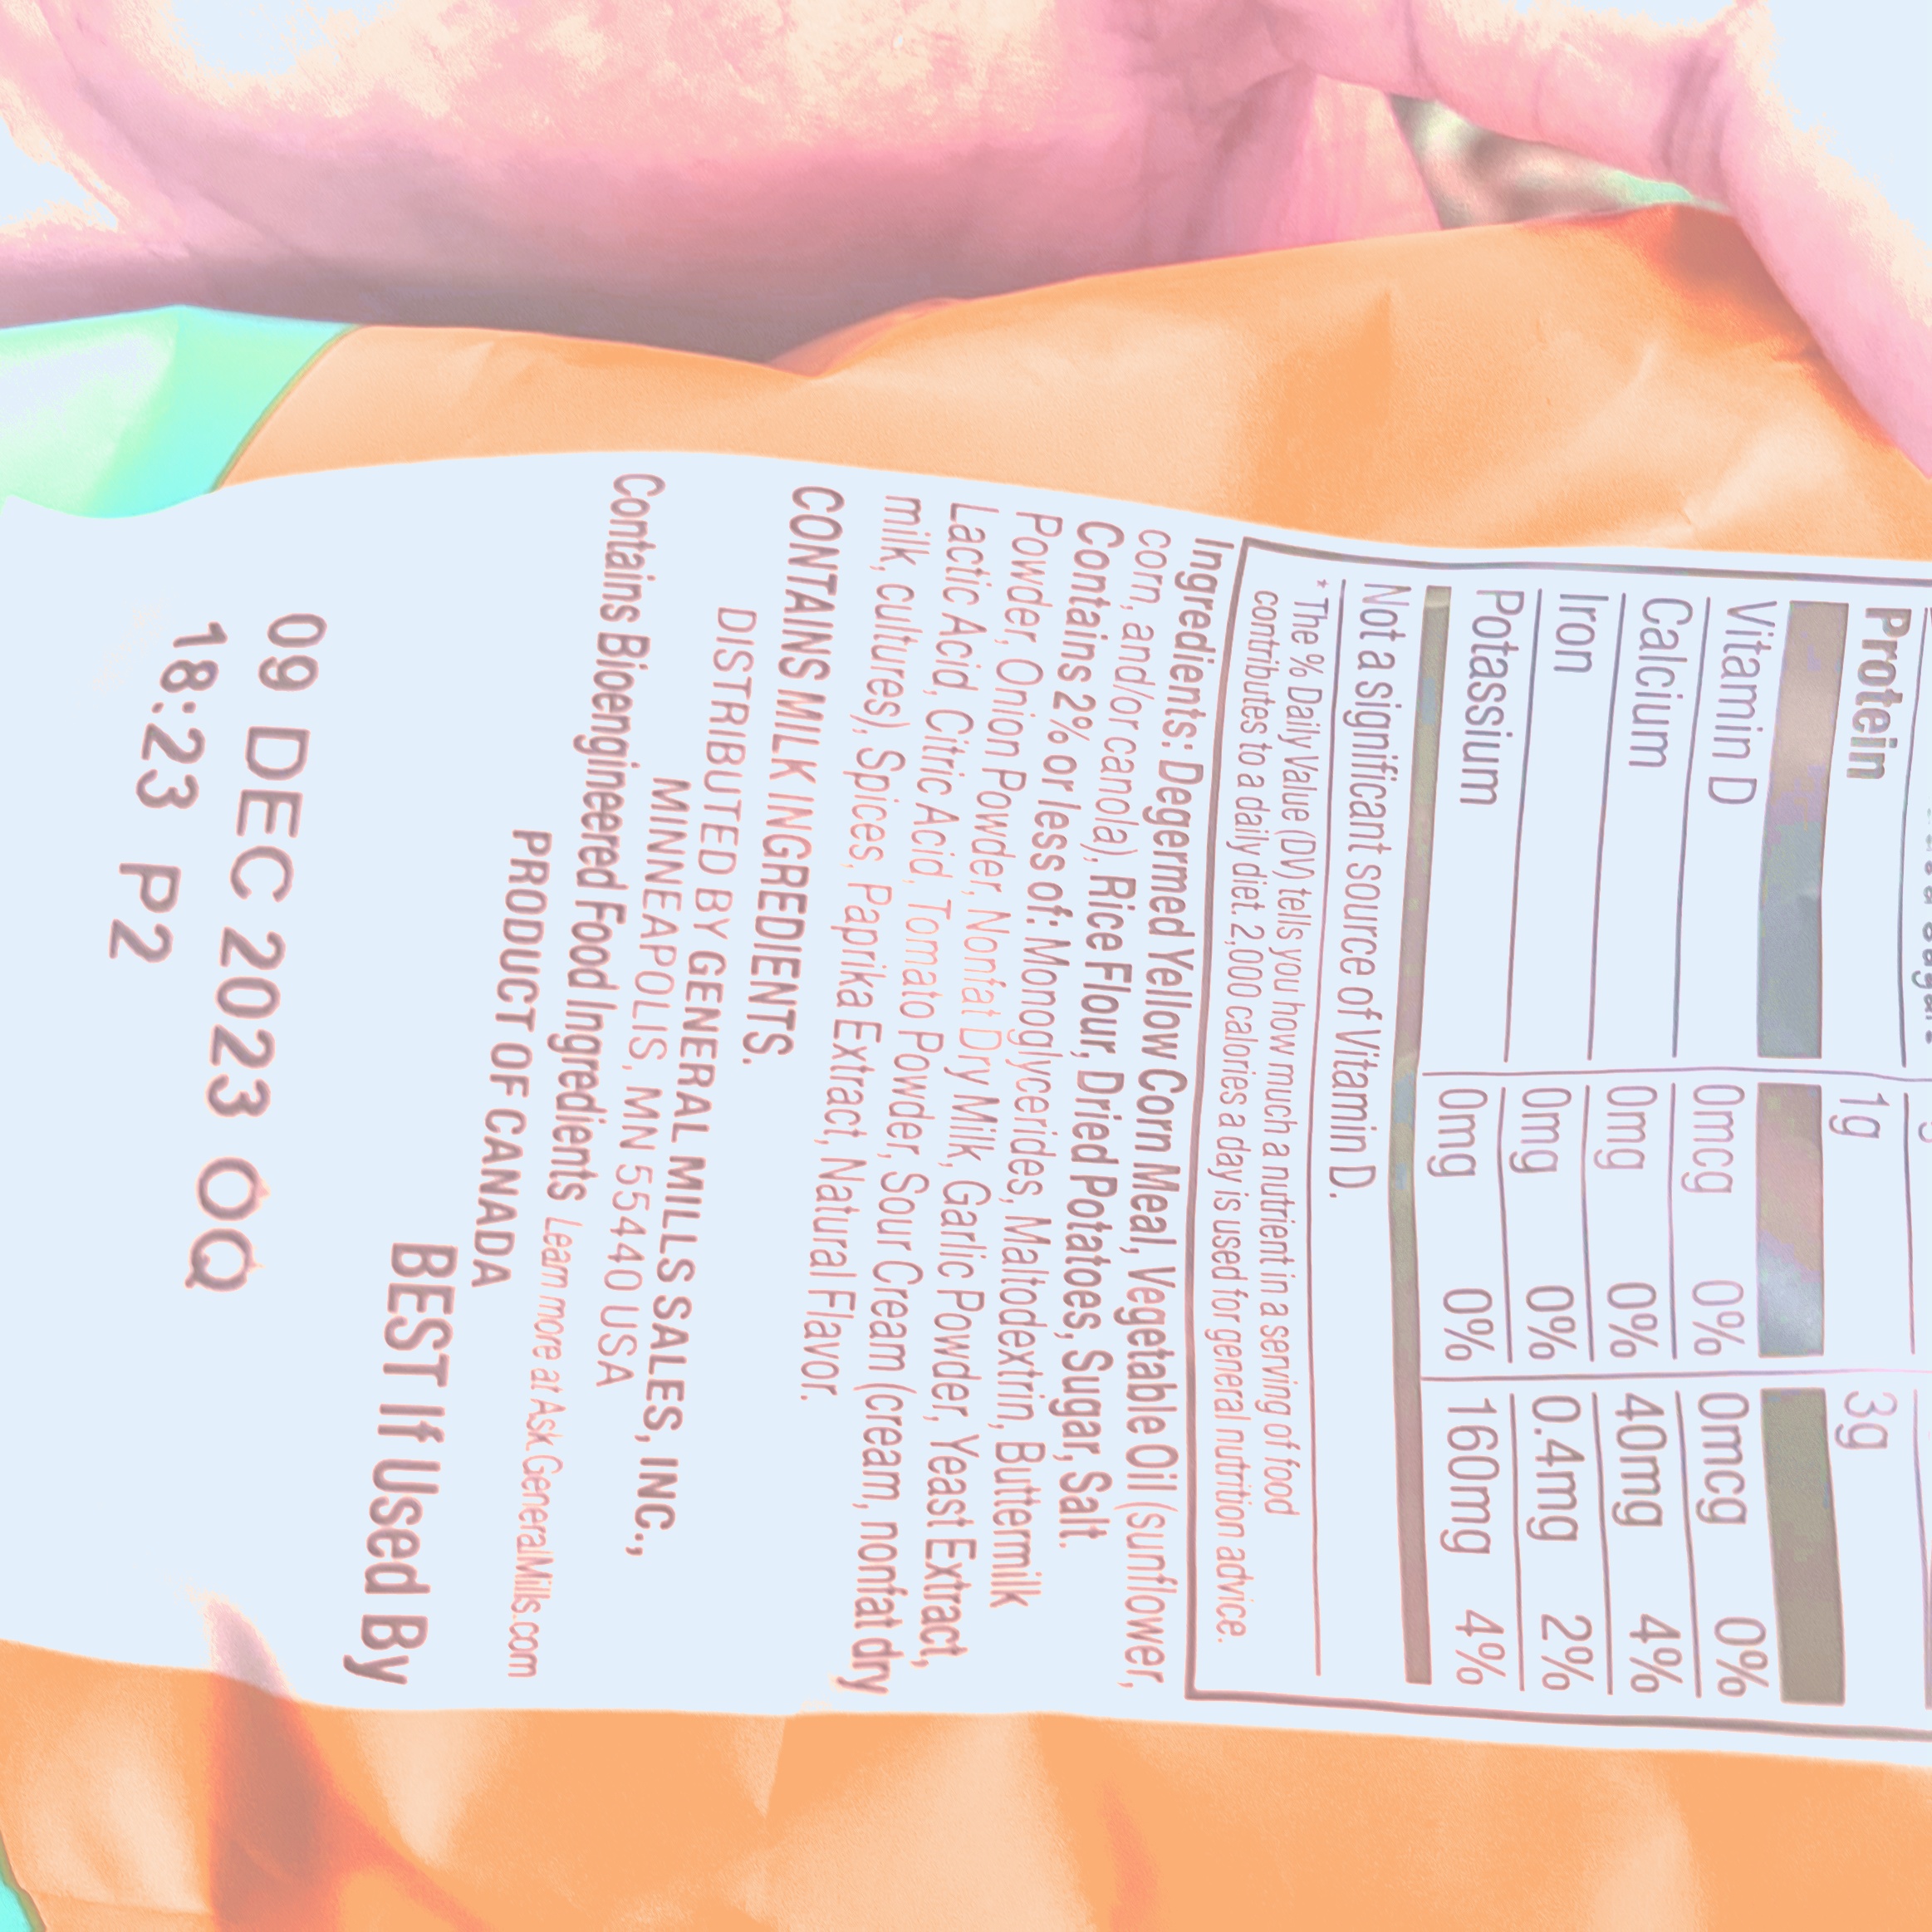 Protein 1g 3g
Vitamin D 0mcg 0% 0mcg 0%
Calcium 0mg 0% 40mg 4%
Iron 0mg 0% 0.4mg 2%
Potassium 0mg 0% 160mg 4%
Not a significant source of Vitamin D.
* The % Daily Value (DV) tells you how much a nutrient in a serving of food
contributes to a daily diet. 2,000 calories a day is used for general nutrition advice.
Ingredients: Degermed Yellow Corn Meal, Vegetable Oil (sunflower,
corn, and/or canola), Rice Flour, Dried Potatoes, Sugar, Salt.
Contains 2% or less of: Monoglycerides, Maltodextrin, Buttermilk
Powder, Onion Powder, Nonfat Dry Milk, Garlic Powder, Yeast Extract,
Lactic Acid, Citric Acid, Tomato Powder, Sour Cream (cream, nonfat dry
milk, cultures), Spices, Paprika Extract, Natural Flavor.
CONTAINS MILK INGREDIENTS.
DISTRIBUTED BY GENERAL MILLS SALES, INC.,
MINNEAPOLIS, MN 55440 USA
Contains Bioengineered Food Ingredients Learn more at Ask.GeneralMills.com
PRODUCT OF CANADA
BEST If Used By
09 DEC 2023 OQ
18:23 P2